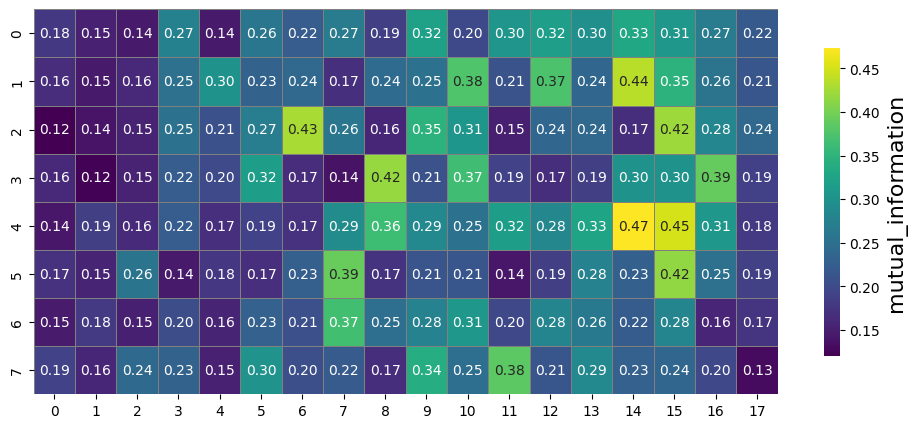 0 0.18 0.15 0.14 0.27 0.14 0.26 0.22 0.27 0.19 0.32 0.20 0.30 0.32 0.30 0.33 0.31 0.27 0.22
1 0.16 0.15 0.16 0.25 0.30 0.23 0.24 0.17 0.24 0.25 0.38 0.21 0.37 0.24 0.44 0.35 0.26 0.21
2 0.12 0.14 0.15 0.25 0.21 0.27 0.43 0.26 0.16 0.35 0.31 0.15 0.24 0.24 0.17 0.42 0.28 0.24
3 0.16 0.12 0.15 0.22 0.20 0.32 0.17 0.14 0.42 0.21 0.37 0.19 0.17 0.19 0.30 0.30 0.39 0.19
4 0.14 0.19 0.16 0.22 0.17 0.19 0.17 0.29 0.36 0.29 0.25 0.32 0.28 0.33 0.47 0.45 0.31 0.18
5 0.17 0.15 0.26 0.14 0.18 0.17 0.23 0.39 0.17 0.21 0.21 0.14 0.19 0.28 0.23 0.42 0.25 0.19
6 0.15 0.18 0.15 0.20 0.16 0.23 0.21 0.37 0.25 0.28 0.31 0.20 0.28 0.26 0.22 0.28 0.16 0.17
7 0.19 0.16 0.24 0.23 0.15 0.30 0.20 0.22 0.17 0.34 0.25 0.38 0.21 0.29 0.23 0.24 0.20 0.13
0 1 2 3 4 5 6 7 8 9 10 11 12 13 14 15 16 17
0.45
0.40
0.35
0.30
0.25
0.20
0.15
mutual_information